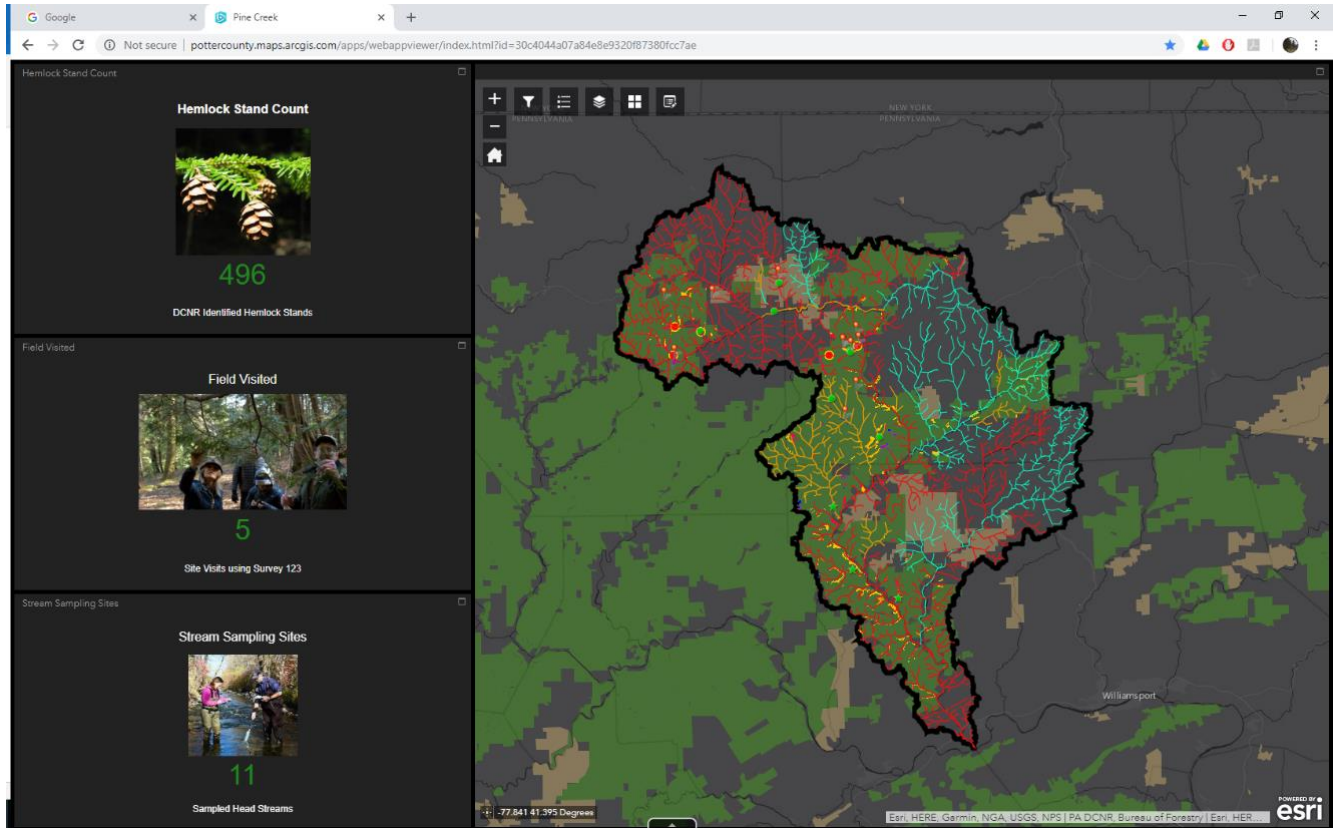 Google
Pine Creek
Not secure | pottercounty.maps.arcgis.com/apps/webappviewer/index.html?id=30c4044a07a84e8e9320f87380fcc7ae
Hemlock Stand Count
Hemlock Stand Count
496
DCNR Identified Hemlock Stands
Field Visited
Field Visited
5
Site Visits using Survey 123
Stream Sampling Sites
Stream Sampling Sites
11
Sampled Head Streams
NEW YORK
PENNSYLVANIA
NEW YORK
PENNSYLVANIA
Williamsport
-77.841 41.395 Degrees
Esri, HERE, Garmin, NGA, USGS, NPS | PA DCNR, Bureau of Forestry | Esri, HER...
POWERED BY
esri